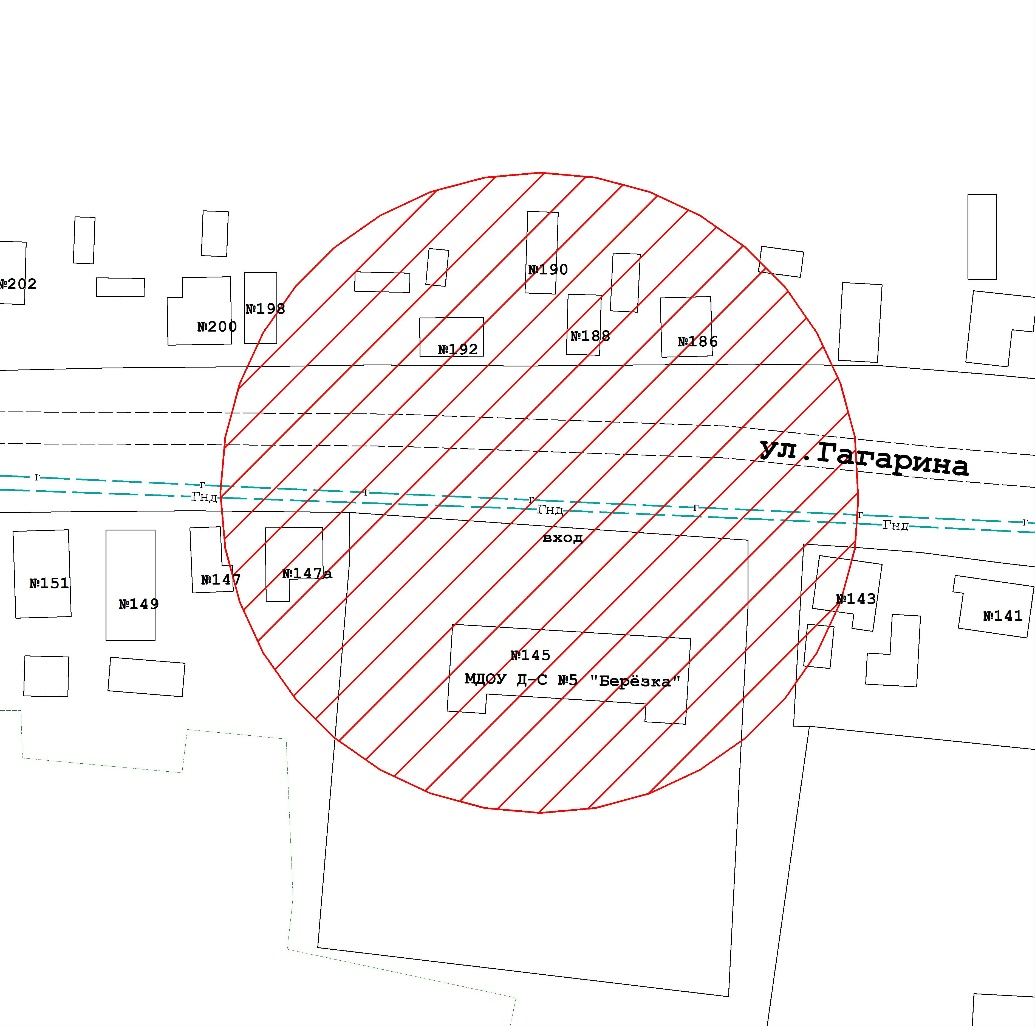 №190
№202
№198
№200
№188
№186
№192
ул.Гагарина
г
г
г
г
г
г
г
Гнд
Гнд
Гнд
вход
№147а
№147
№151
№149
№143
№141
№145
МДОУ Д-С №5 "Берёзка"